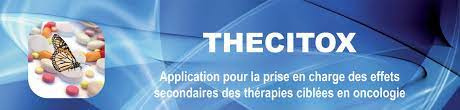 THECITOX
Application pour la prise en charge des effets
secondaires des thérapies ciblées en oncologie